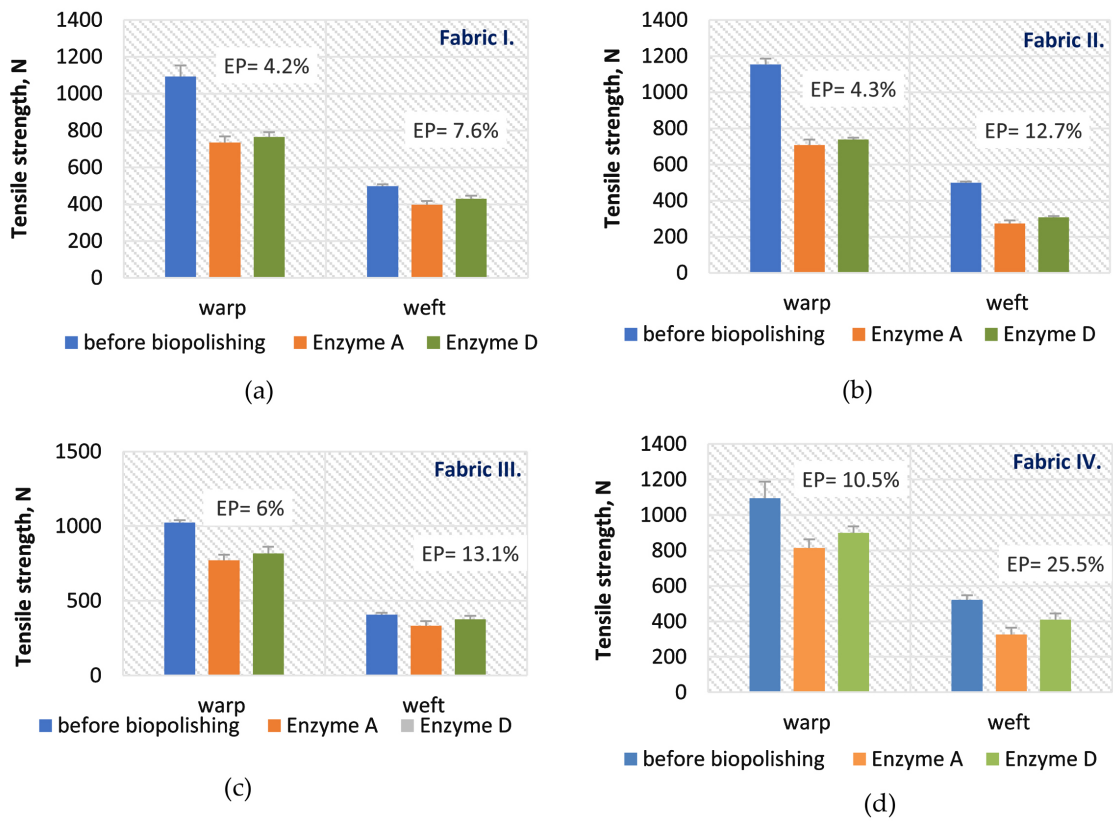 Fabric I.
Tensile strength, N
1400
1200
1000
800
600
400
200
0
EP= 4.2%
EP= 7.6%
warp weft
before biopolishing Enzyme A Enzyme D
(a)
Fabric II.
Tensile strength, N
1400
1200
1000
800
600
400
200
0
EP= 4.3%
EP= 12.7%
warp weft
before biopolishing Enzyme A Enzyme D
(b)
Fabric III.
Tensile strength, N
1500
1000
500
0
EP= 6%
EP= 13.1%
warp weft
before biopolishing Enzyme A Enzyme D
(c)
Fabric IV.
Tensile strength, N
1400
1200
1000
800
600
400
200
0
EP= 10.5%
EP= 25.5%
warp weft
before biopolishing Enzyme A Enzyme D
(d)